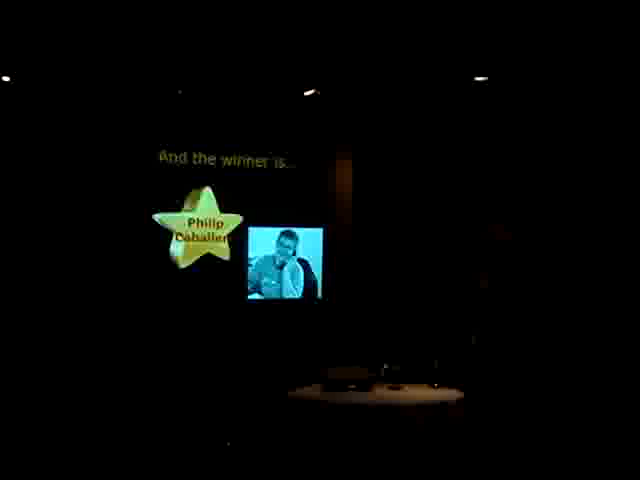 And the winner is...
Philip
Caballero